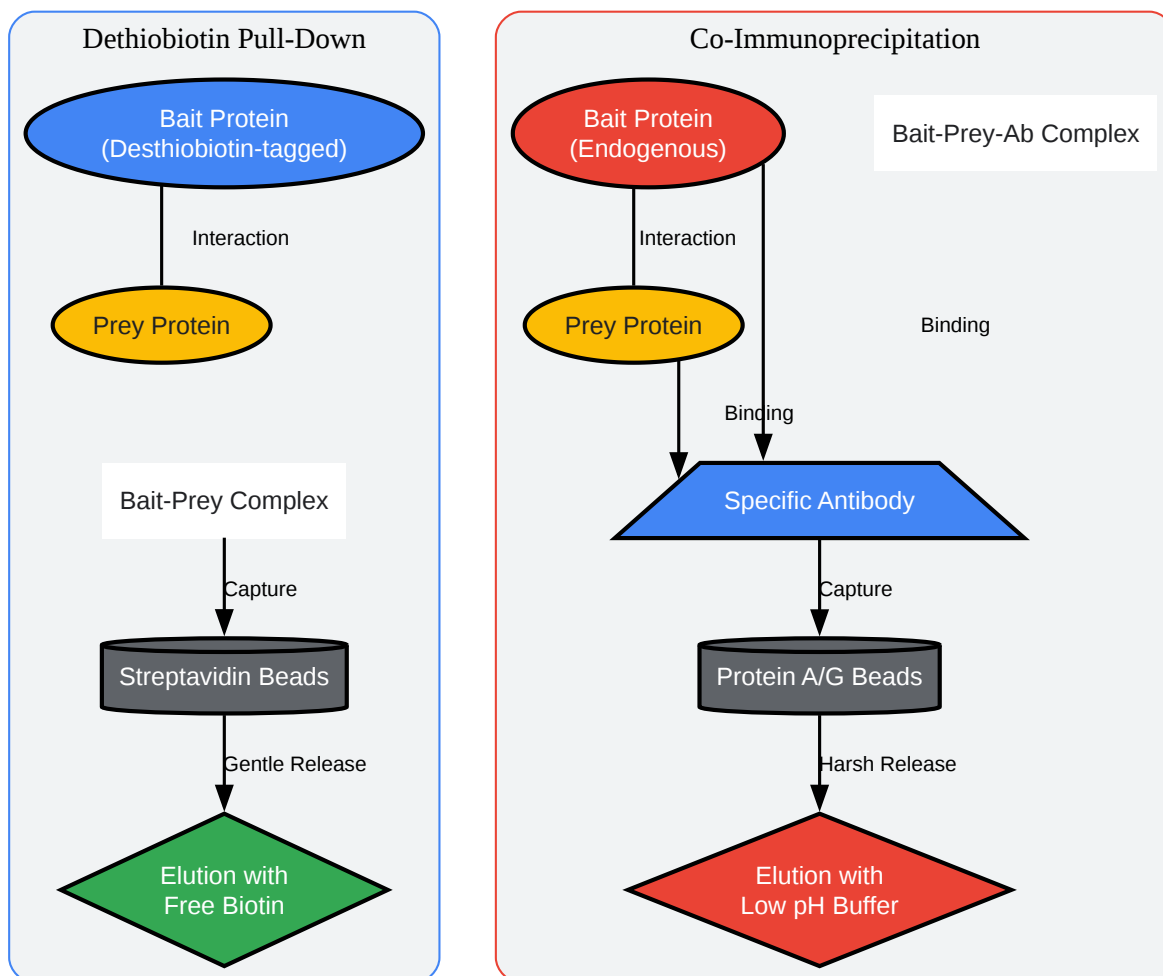 Dethiobiotin Pull-Down
Bait Protein
(Desthiobiotin-tagged)
Interaction
Prey Protein
Bait-Prey Complex
Capture
Streptavidin Beads
Gentle Release
Elution with
Free Biotin
Co-Immunoprecipitation
Bait Protein
(Endogenous)
Bait-Prey-Ab Complex
Interaction
Prey Protein
Binding
Binding
Specific Antibody
Capture
Protein A/G Beads
Harsh Release
Elution with
Low pH Buffer